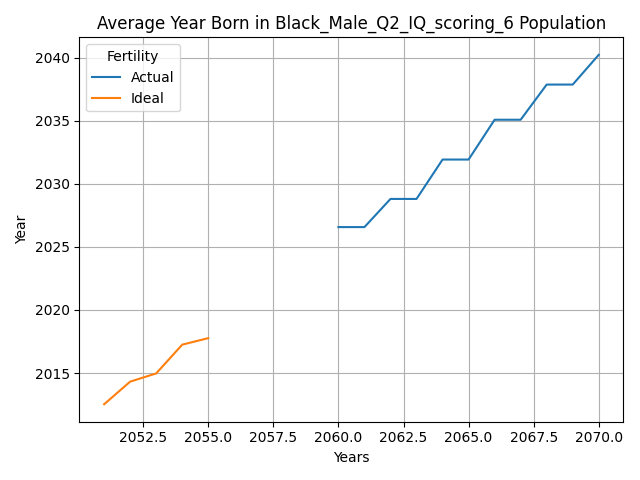 Average Year Born in Black_Male_Q2_IQ_scoring_6 Population
Fertility
Actual
Ideal
2040
2035
2030
2025
2020
2015
Year
2052.5 2055.0 2057.5 2060.0 2062.5 2065.0 2067.5 2070.0
Years